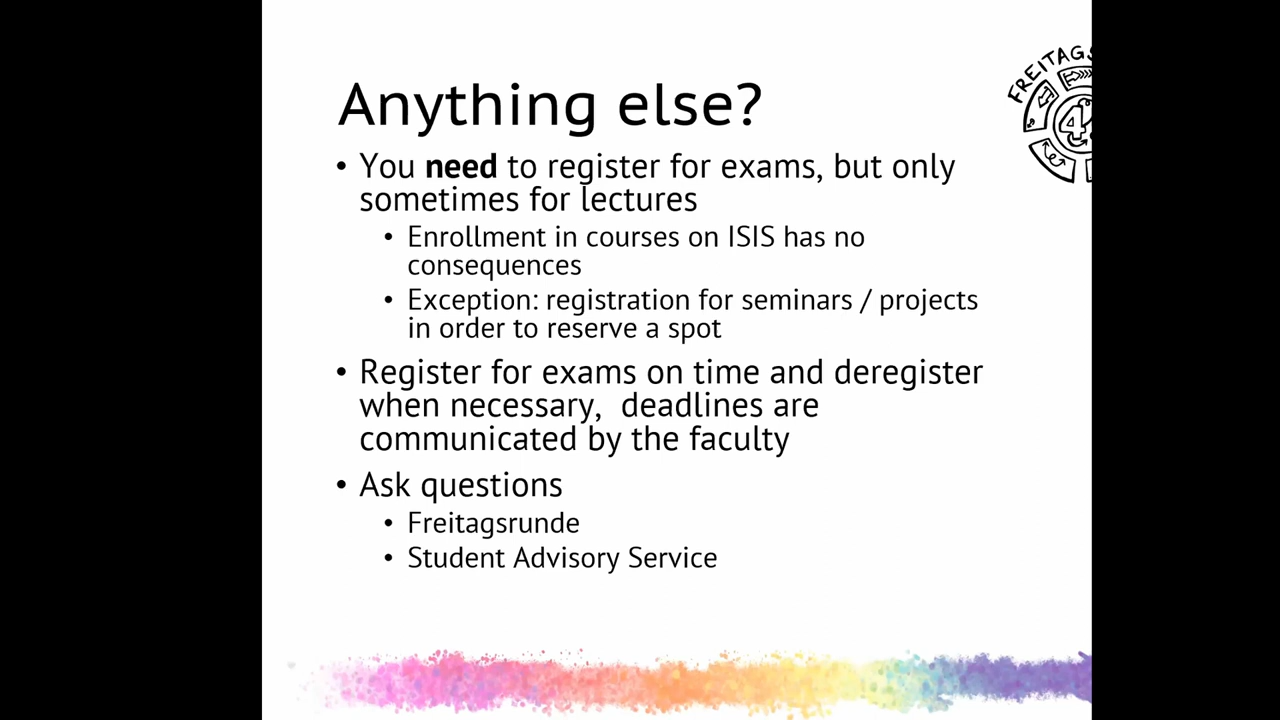 FREITAGS
42
Anything else?
• You need to register for exams, but only
sometimes for lectures
• Enrollment in courses on ISIS has no
consequences
• Exception: registration for seminars / projects
in order to reserve a spot
• Register for exams on time and deregister
when necessary,  deadlines are
communicated by the faculty
• Ask questions
• Freitagsrunde
• Student Advisory Service